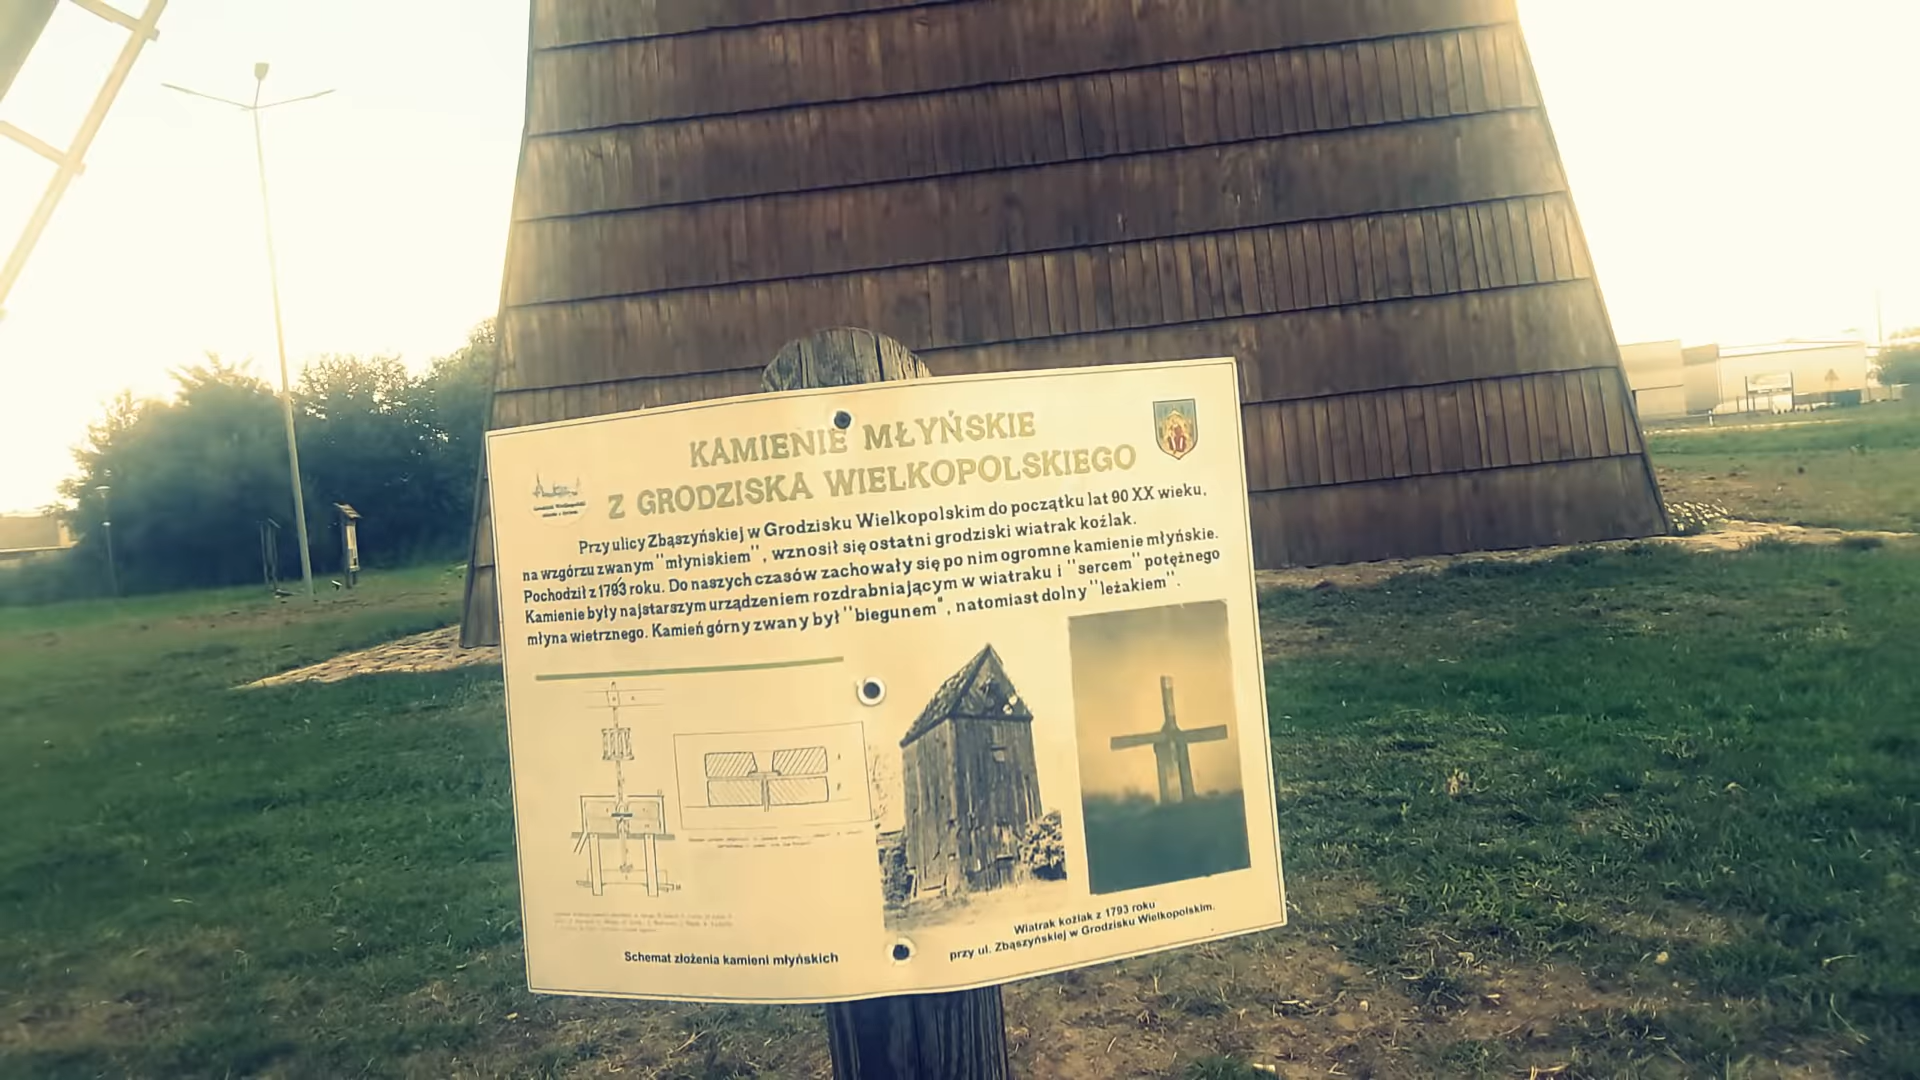 KAMIENIE MŁYŃSKIE
Z GRODZISKA WIELKOPOLSKIEGO
Przy ulicy Zbąszyńskiej w Grodzisku Wielkopolskim do początku lat 90 XX wieku,
na wzgórzu zwanym "młyniskiem", wznosił się ostatni grodziski wiatrak koźlak.
Pochodził z 1793 roku. Do naszych czasów zachowały się po nim ogromne kamienie młyńskie.
Kamienie były najstarszym urządzeniem rozdrabniającym w wiatraku i "sercem" potężnego
młyna wietrznego. Kamień górny zwany był "biegunem", natomiast dolny "leżakiem".
Schemat złożenia kamieni młyńskich
Wiatrak koźlak z 1793 roku
przy ul. Zbąszyńskiej w Grodzisku Wielkopolskim.